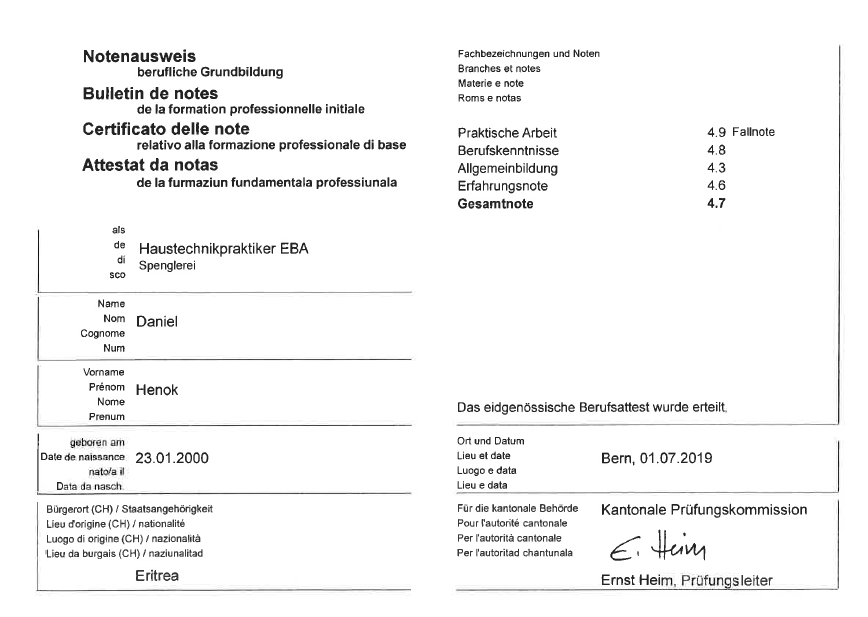 Notenausweis
berufliche Grundbildung
Bulletin de notes
de la formation professionnelle initiale
Certificato delle note
relativo alla formazione professionale di base
Attestat da notas
da la furmaziun fundamentala professiunala
als
de
di
sco
Haustechnikpraktiker EBA
Spenglerei
Name
Nom
Cognome
Num
Daniel
Vorname
Prénom
Nome
Prenum
Henok
geboren am
Date de naissance
nato/a il
Data da nasch.
23.01.2000
Bürgerort (CH) / Staatsangehörigkeit
Lieu d'origine (CH) / nationalité
Luogo di origine (CH) / nazionalità
Lieu da burgais (CH) / naziunalitad
Eritrea
Fachbezeichnungen und Noten
Branches et notes
Materie e note
Roms e notas
Praktische Arbeit 4.9 Fallnote
Berufskenntnisse 4.8
Allgemeinbildung 4.3
Erfahrungsnote 4.6
Gesamtnote 4.7
Das eidgenössische Berufsattest wurde erteilt.
Ort und Datum
Lieu et date
Luogo e data
Lieu e data
Bern, 01.07.2019
Für die kantonale Behörde
Pour l'autorité cantonale
Per l'autorità cantonale
Per l'autoritad chantunala
Kantonale Prüfungskommission
E. Heim
Ernst Heim, Prüfungsleiter